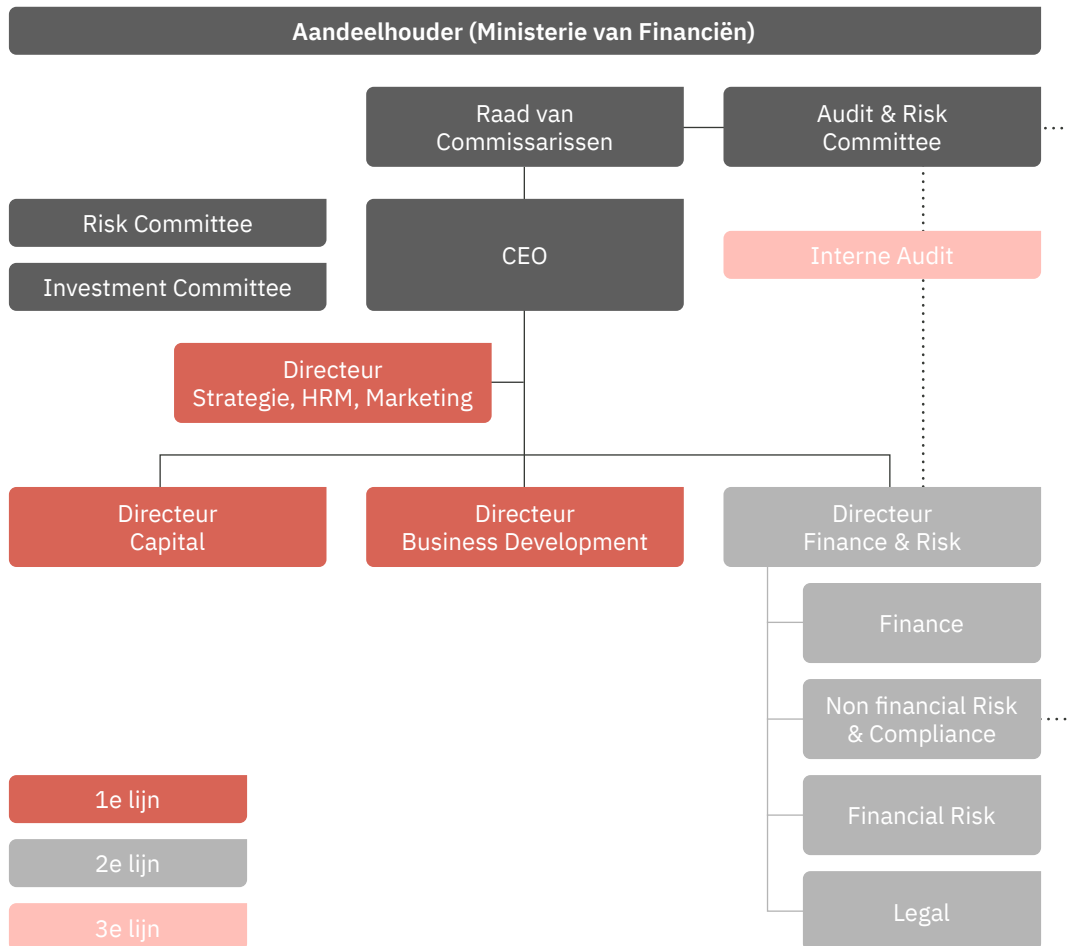 Aandeelhouder (Ministerie van Financiën)
Raad van
Commissarissen
Audit & Risk
Committee
Risk Committee
Investment Committee
CEO
Interne Audit
Directeur
Strategie, HRM, Marketing
Directeur
Capital
Directeur
Business Development
Directeur
Finance & Risk
Finance
Non financial Risk
& Compliance
Financial Risk
Legal
1e lijn
2e lijn
3e lijn